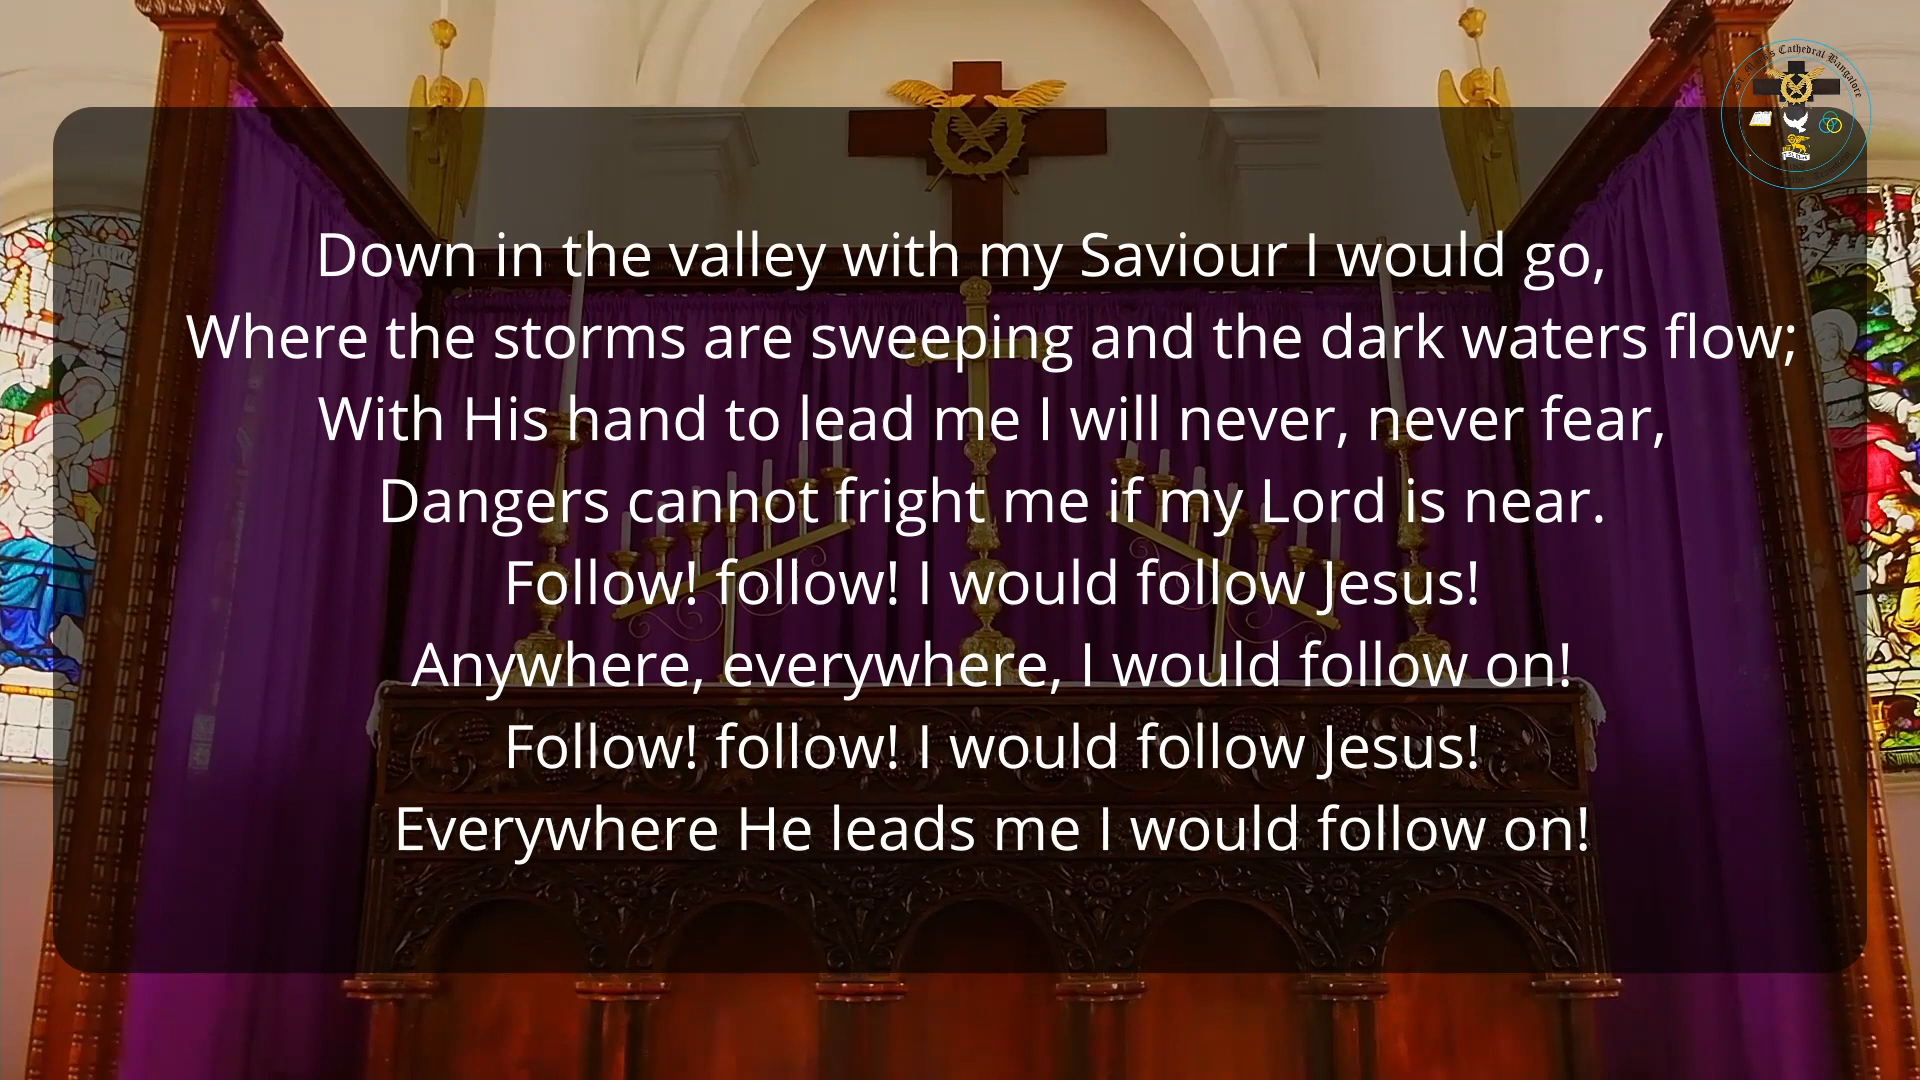 Cathedral Bangalore
Down in the valley with my Saviour I would go,
Where the storms are sweeping and the dark waters flow;
With His hand to lead me I will never, never fear,
Dangers cannot fright me if my Lord is near.
Follow! follow! I would follow Jesus!
Anywhere, everywhere, I would follow on!
Follow! follow! I would follow Jesus!
Everywhere He leads me I would follow on!